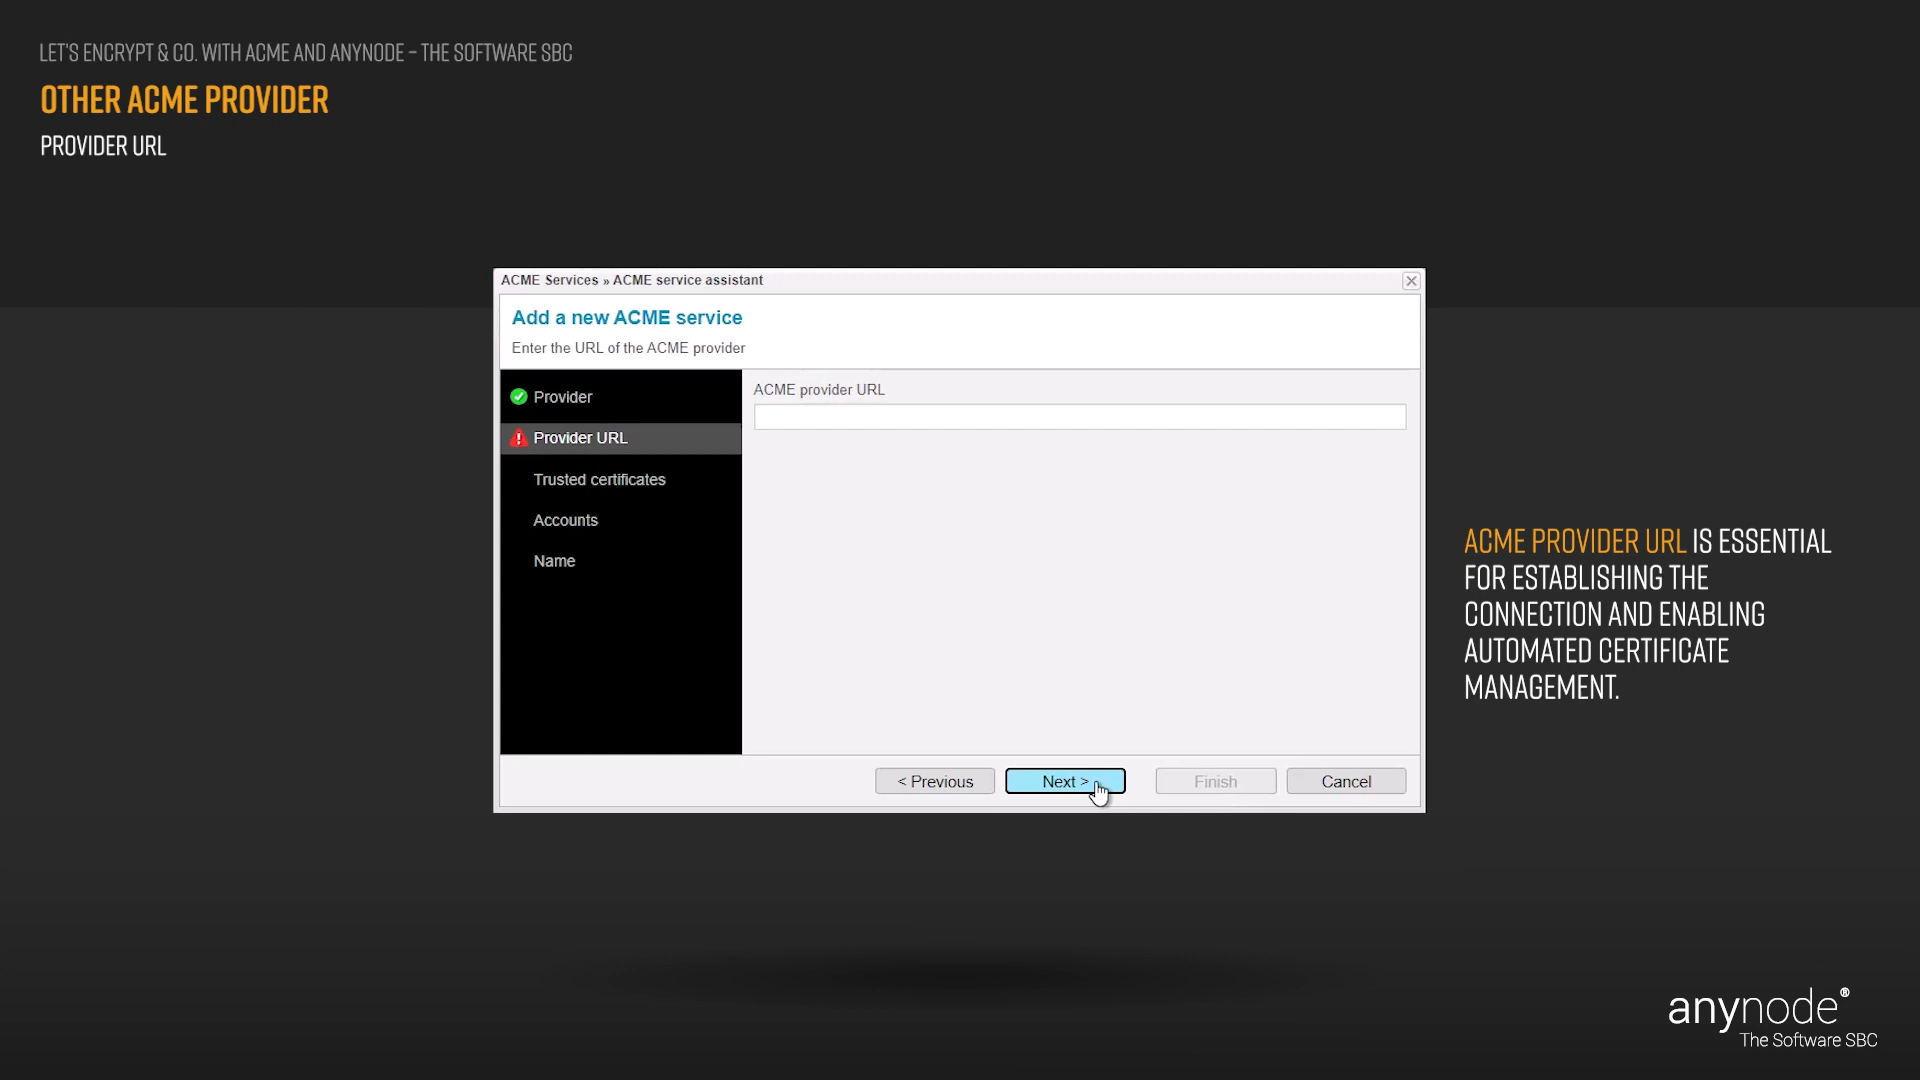 LET'S ENCRYPT & CO. WITH ACME AND ANYNODE – THE SOFTWARE SBC
OTHER ACME PROVIDER
PROVIDER URL
ACME Services » ACME service assistant
Add a new ACME service
Enter the URL of the ACME provider
Provider
Provider URL
Trusted certificates
Accounts
Name
ACME provider URL
< Previous
Next >
Finish
Cancel
ACME PROVIDER URL IS ESSENTIAL
FOR ESTABLISHING THE
CONNECTION AND ENABLING
AUTOMATED CERTIFICATE
MANAGEMENT.
anynode®
The Software SBC